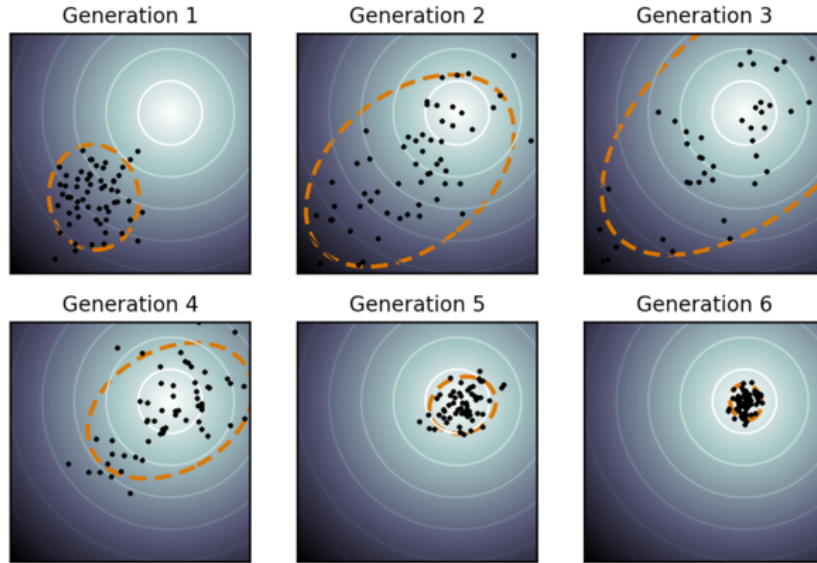 Generation 1
Generation 2
Generation 3
Generation 4
Generation 5
Generation 6